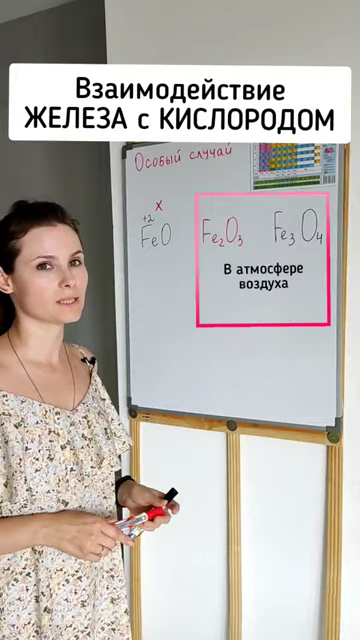 Взаимодействие
ЖЕЛЕЗА с КИСЛОРОДОМ
Особый случай
x
+2
FeO Fe₂O₃ Fe₃O₄
В атмосфере
воздуха